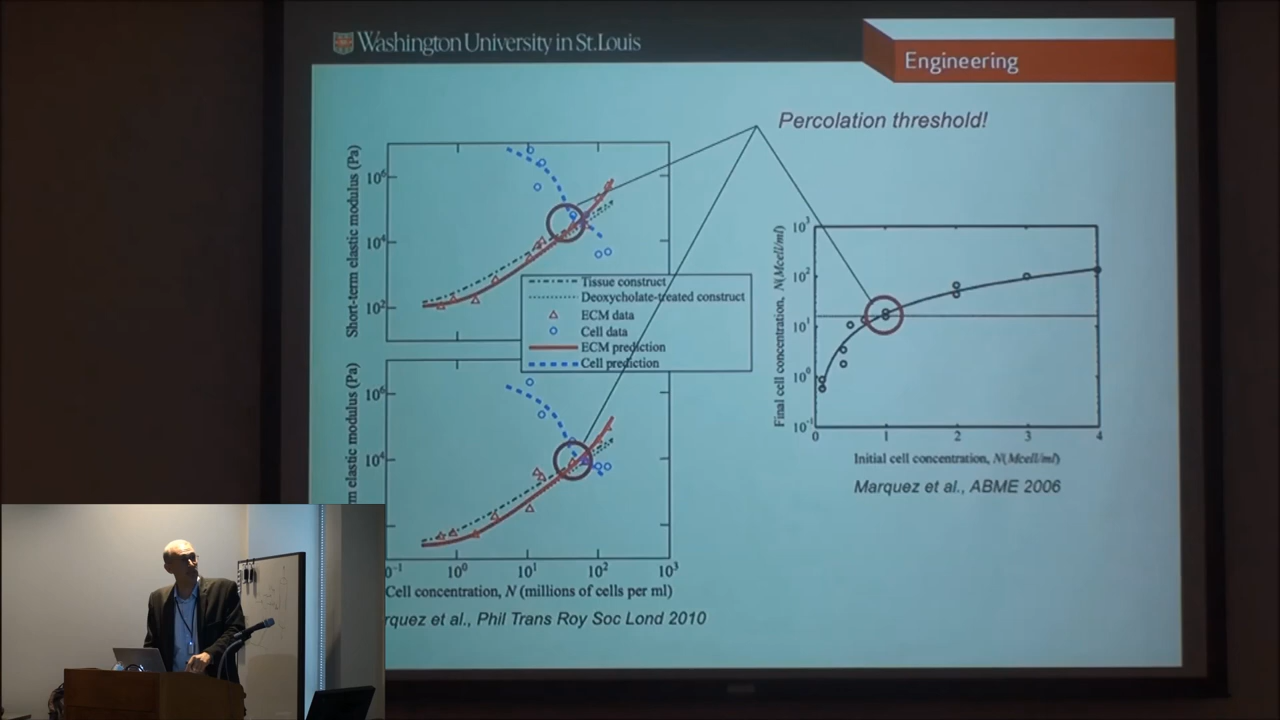 Washington University in St.Louis
Engineering
Percolation threshold!
Short-term elastic modulus (Pa)
10⁶
10⁴
10²
Tissue construct
Deoxycholate-treated construct
ECM data
Cell data
ECM prediction
Cell prediction
elastic modulus (Pa)
10⁶
10⁴
10⁰
10¹
10²
10³
Cell concentration, N (millions of cells per ml)
rquez et al., Phil Trans Roy Soc Lond 2010
Final cell concentration, N(Mcell/ml)
10³
10²
10¹
10⁰
10⁻¹
0
1
2
3
4
Initial cell concentration, N(Mcell/ml)
Marquez et al., ABME 2006